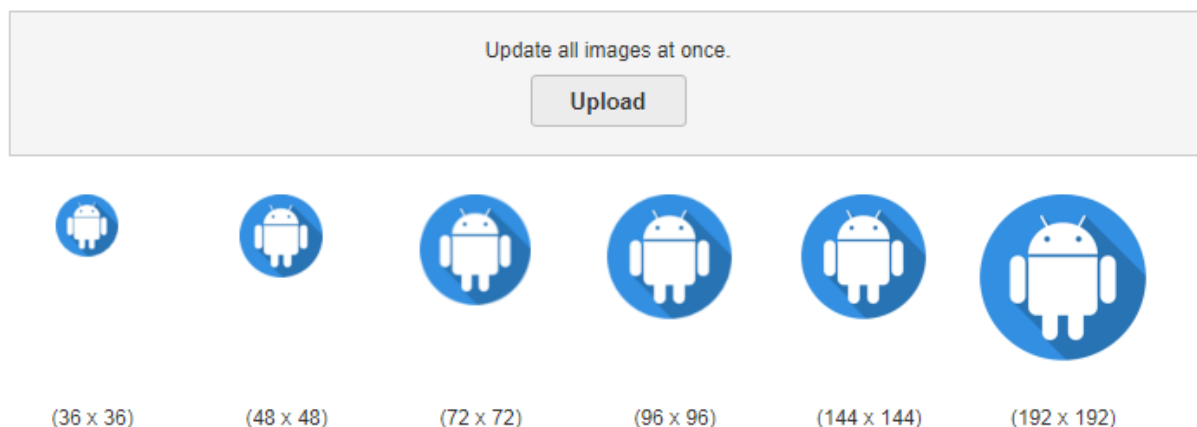 Update all images at once.
Upload
(36 x 36) (48 x 48) (72 x 72) (96 x 96) (144 x 144) (192 x 192)